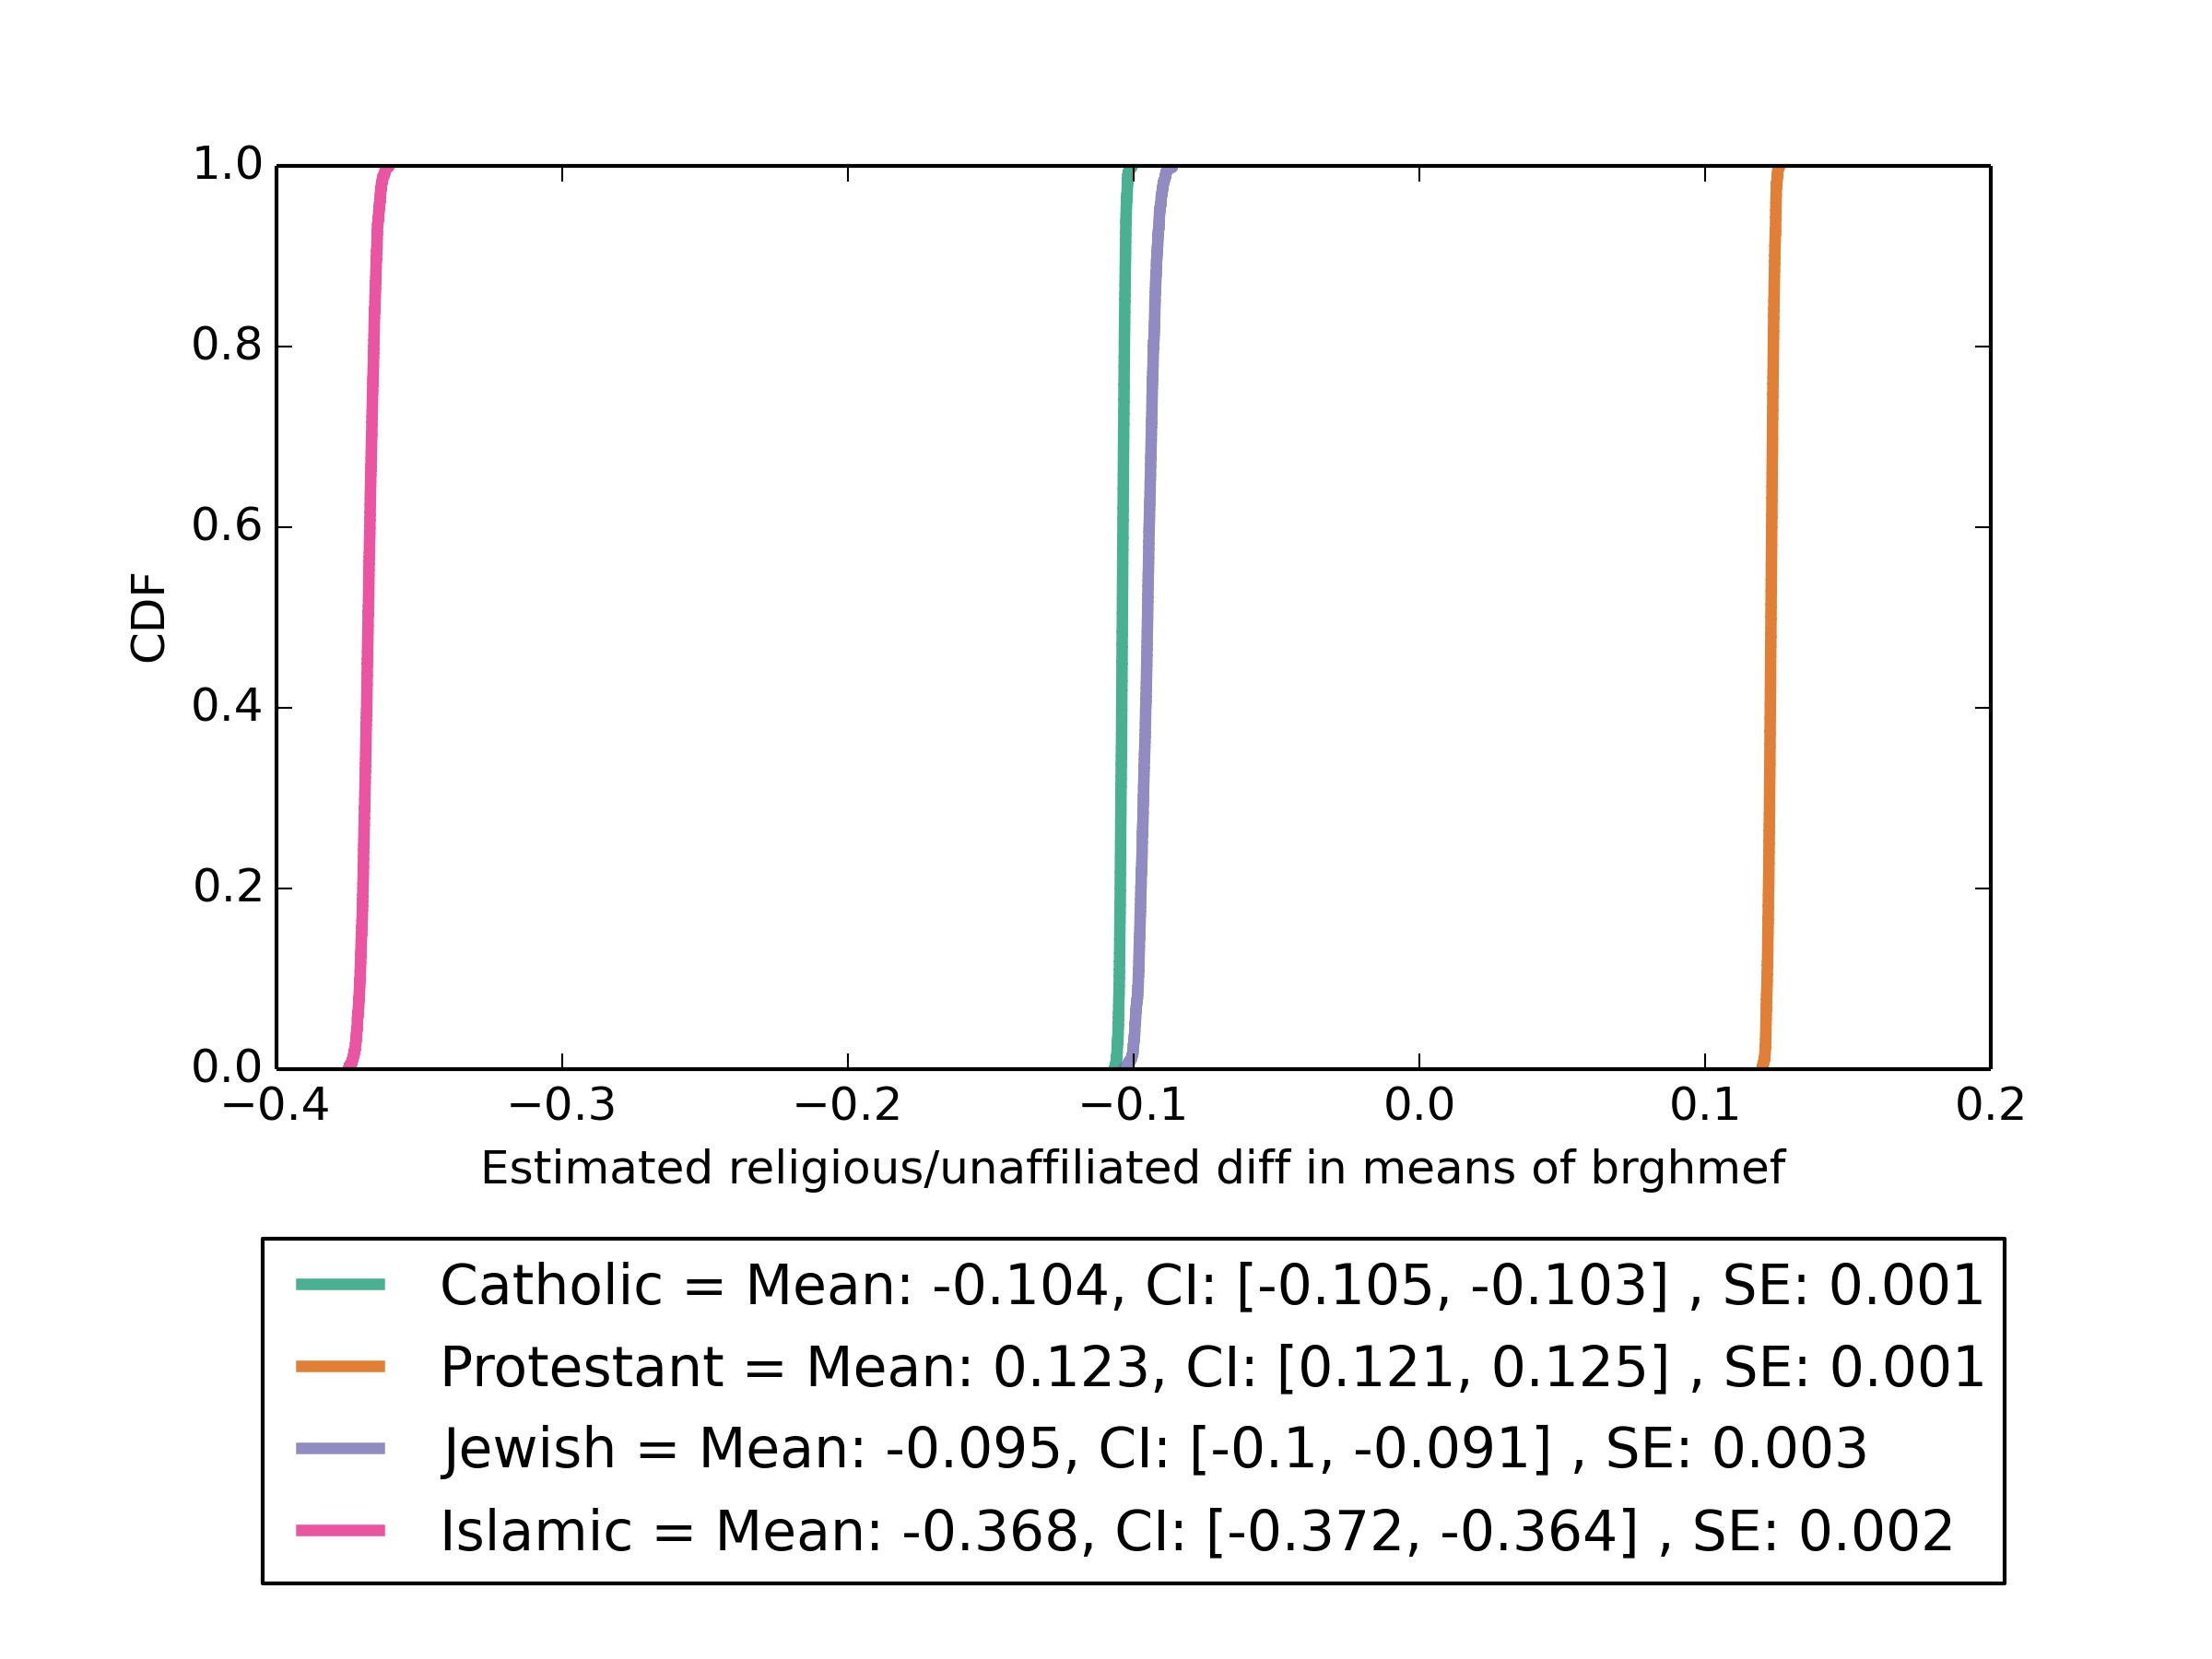 1.0
0.8
0.6
0.4
0.2
0.0
CDF
−0.4 −0.3 −0.2 −0.1 0.0 0.1 0.2
Estimated religious/unaffiliated diff in means of brghmef
Catholic = Mean: -0.104, CI: [-0.105, -0.103] , SE: 0.001
Protestant = Mean: 0.123, CI: [0.121, 0.125] , SE: 0.001
Jewish = Mean: -0.095, CI: [-0.1, -0.091] , SE: 0.003
Islamic = Mean: -0.368, CI: [-0.372, -0.364] , SE: 0.002